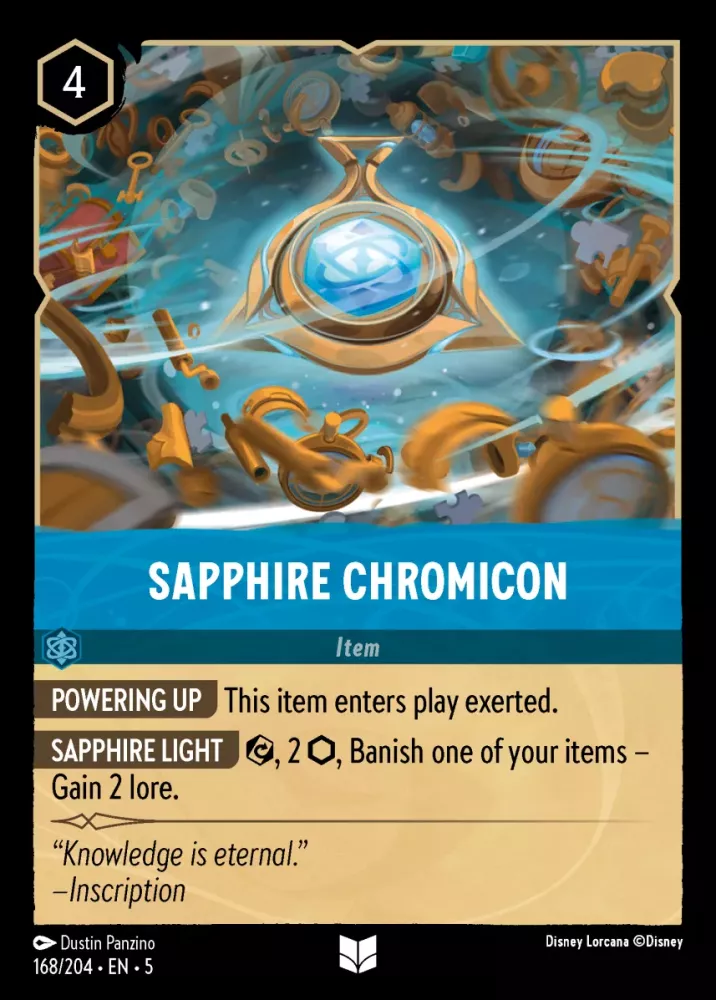 4
SAPPHIRE CHROMICON
Item
POWERING UP This item enters play exerted.
SAPPHIRE LIGHT , 2 , Banish one of your items –
Gain 2 lore.
“Knowledge is eternal.”
–Inscription
Dustin Panzino
Disney Lorcana ©Disney
168/204 • EN • 5